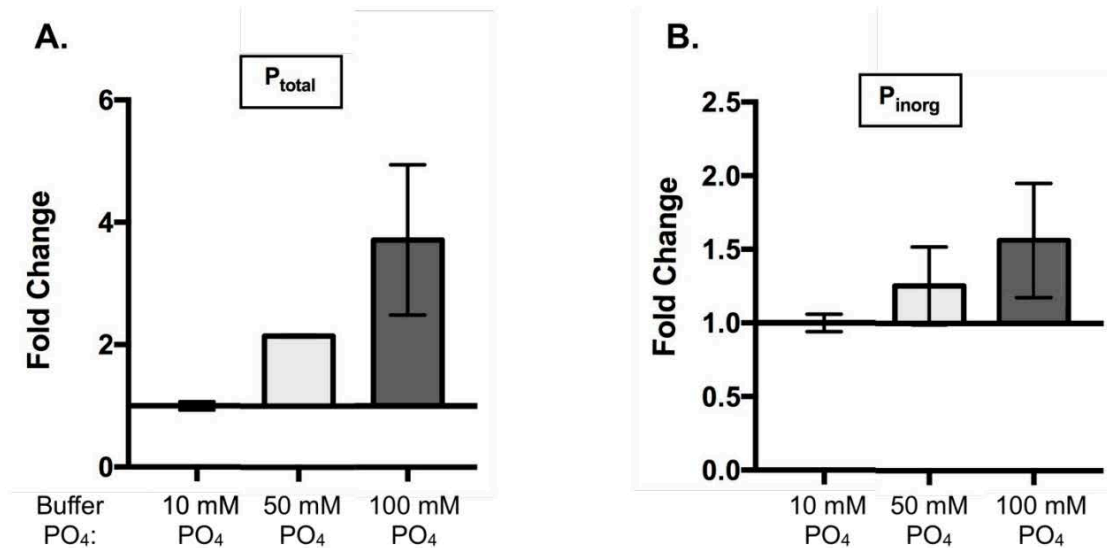 A.
P_total
6
4
2
0
Fold Change
Buffer PO₄:
10 mM PO₄
50 mM PO₄
100 mM PO₄
B.
P_inorg
2.5
2.0
1.5
1.0
0.5
0.0
Fold Change
10 mM PO₄
50 mM PO₄
100 mM PO₄